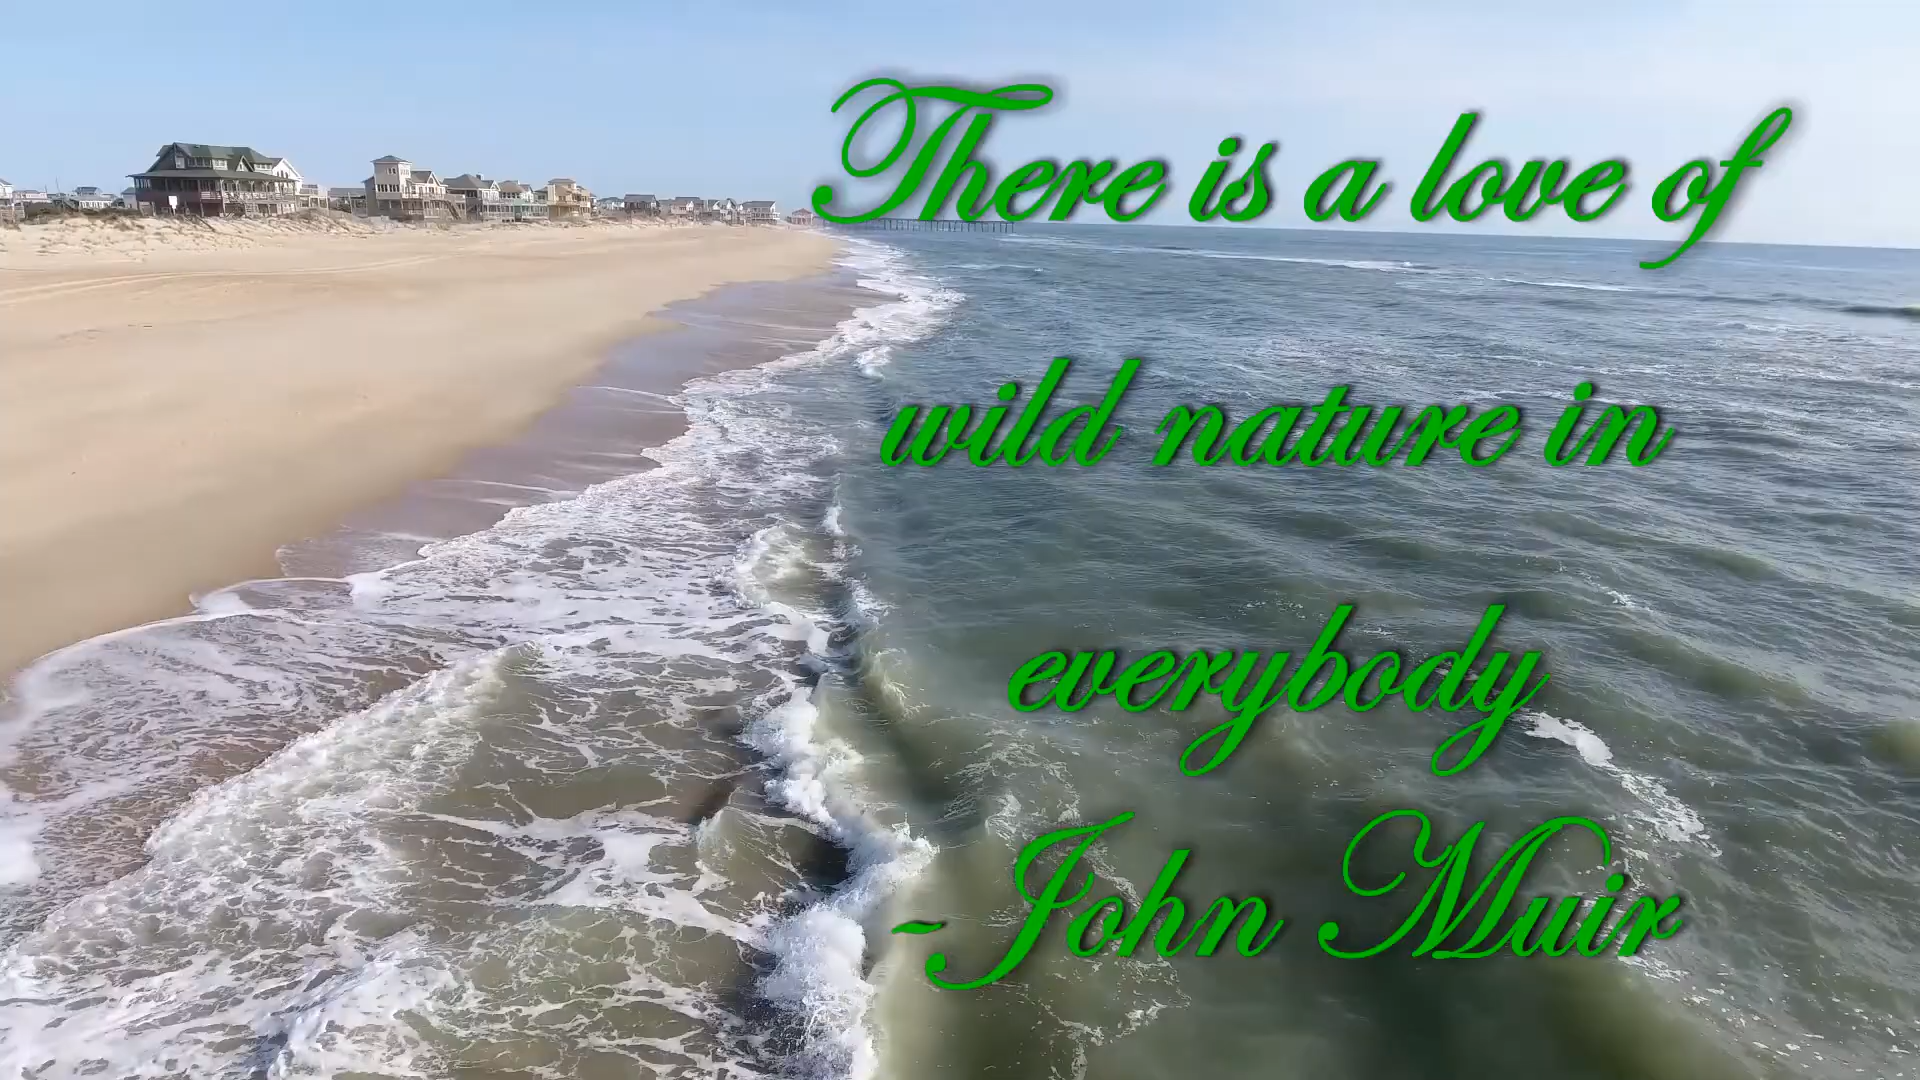 There is a love of
wild nature in
everybody
~John Muir